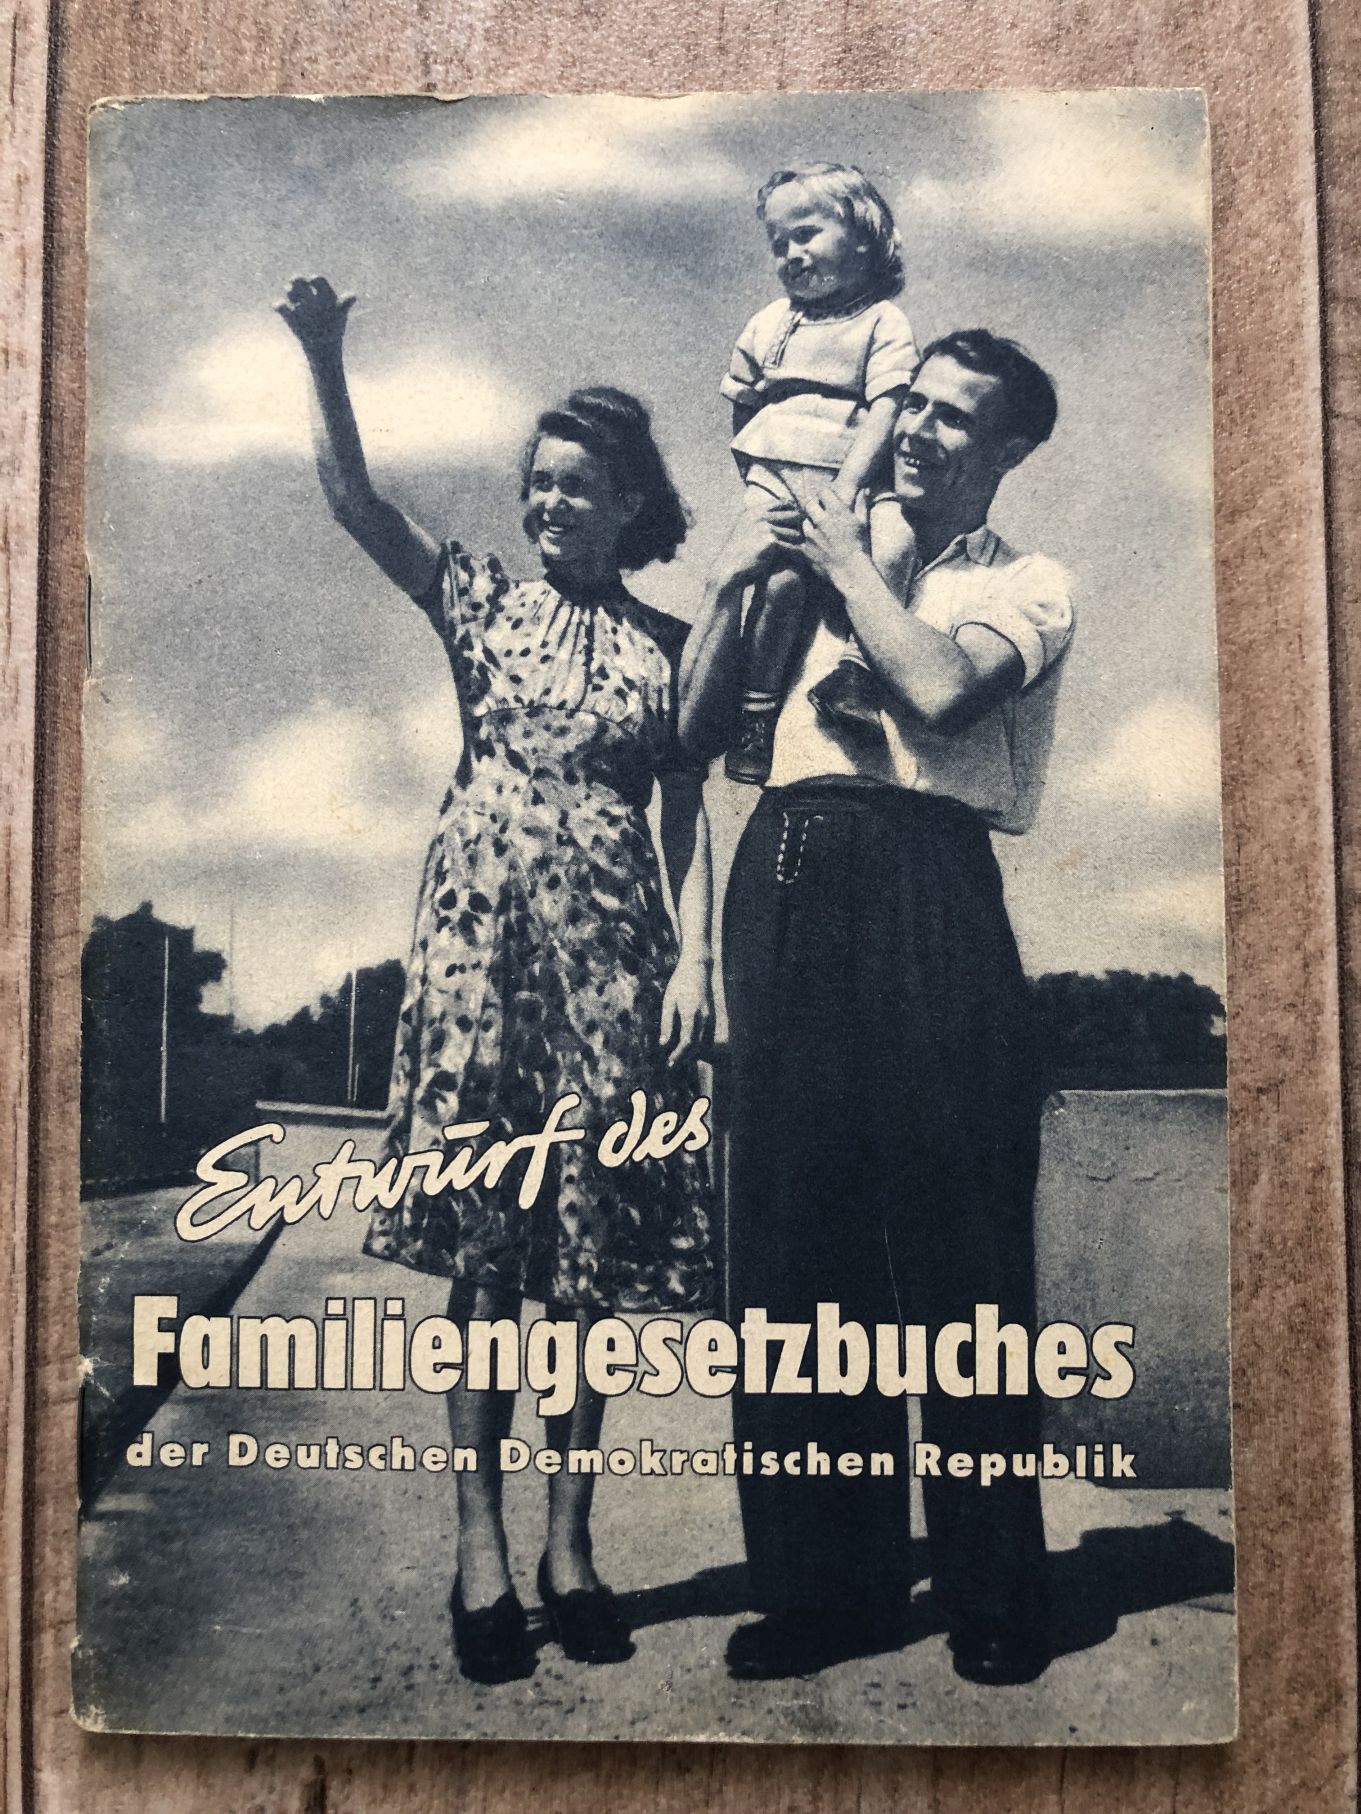 Entwurf des
Familiengesetzbuches
der Deutschen Demokratischen Republik